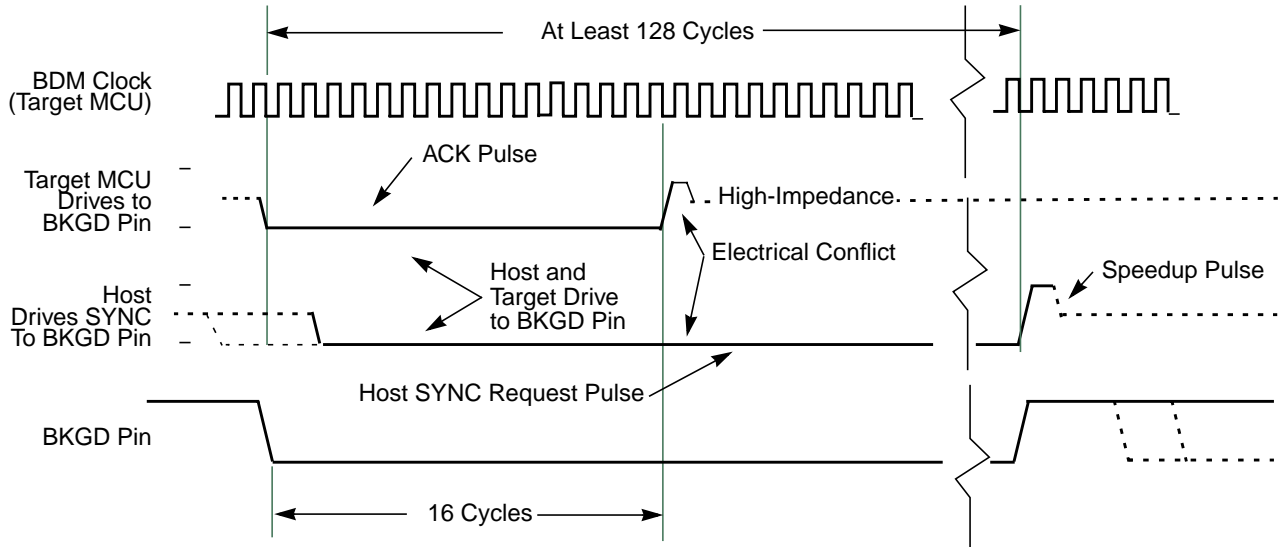 At Least 128 Cycles
BDM Clock
(Target MCU)
ACK Pulse
Target MCU
Drives to
BKGD Pin
High-Impedance
Electrical Conflict
Host and
Target Drive
to BKGD Pin
Speedup Pulse
Host
Drives SYNC
To BKGD Pin
Host SYNC Request Pulse
BKGD Pin
16 Cycles